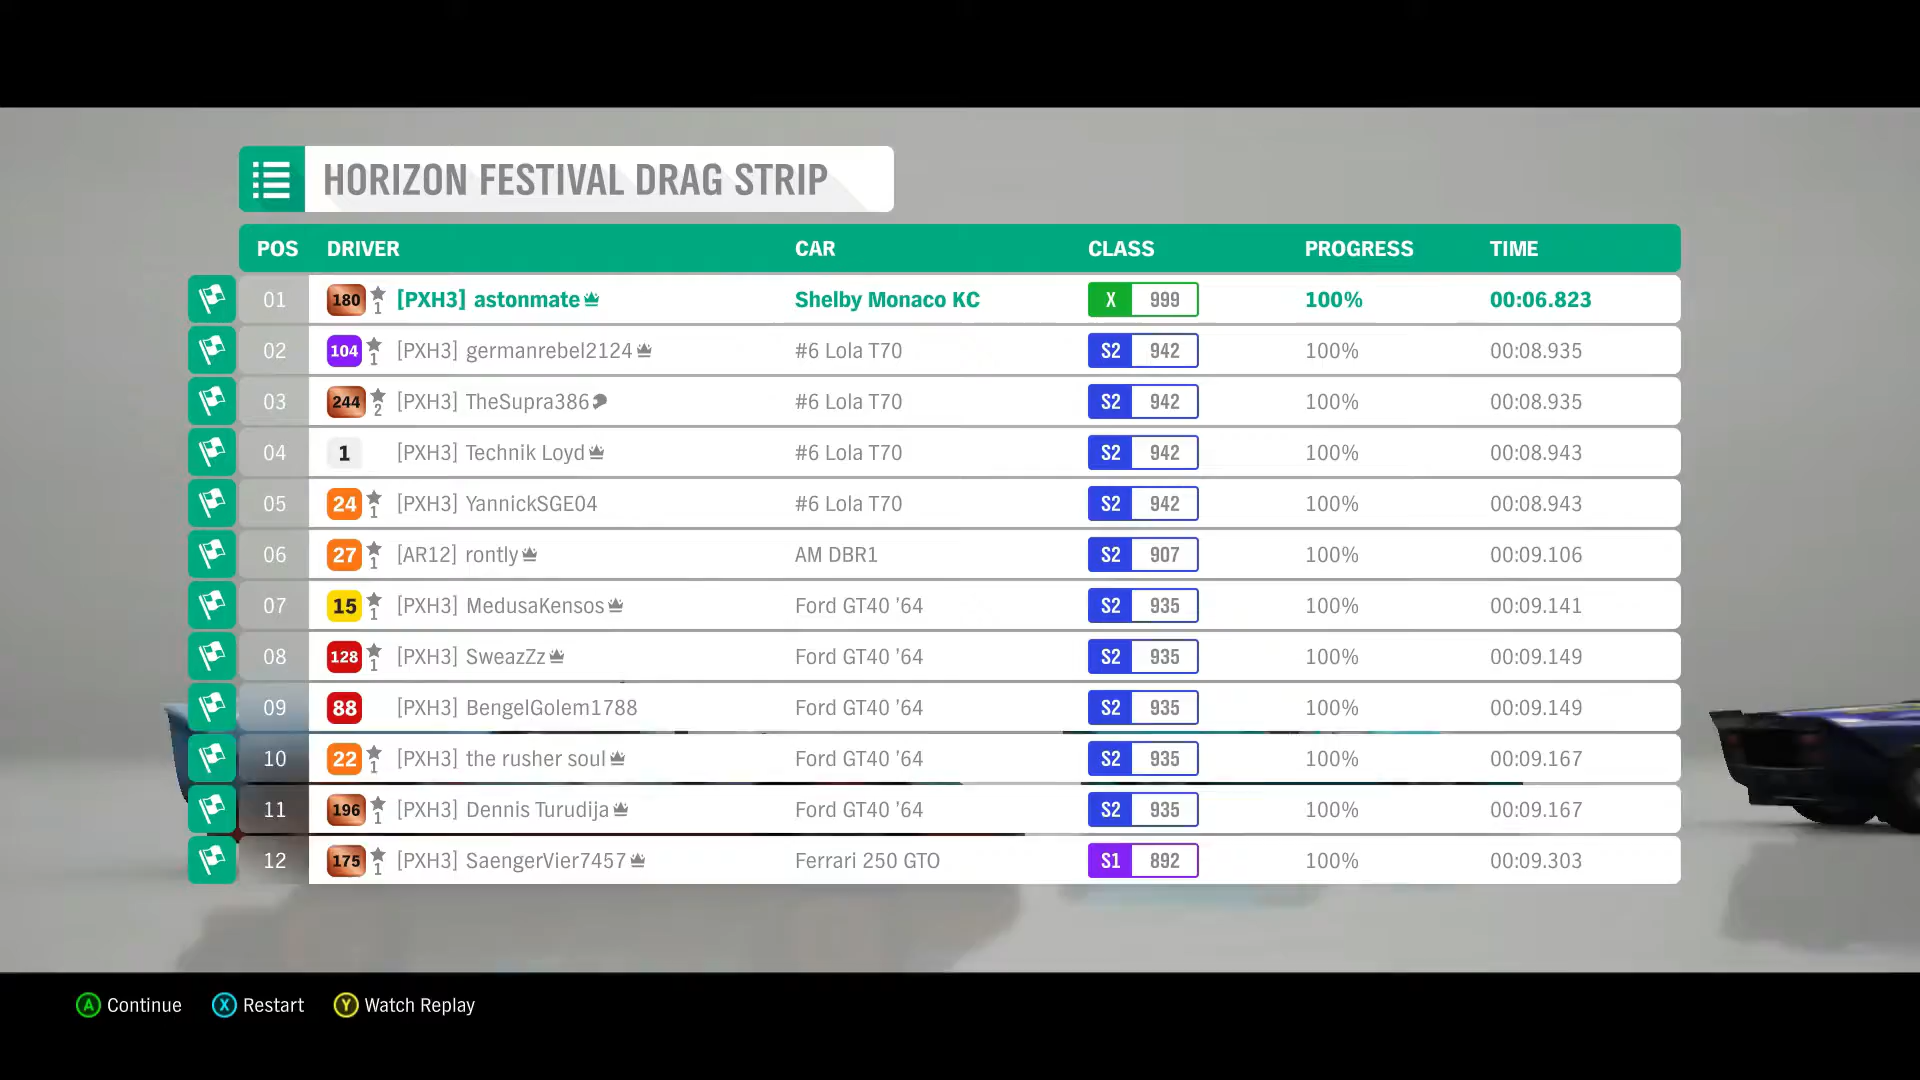 HORIZON FESTIVAL DRAG STRIP
POS DRIVER CAR CLASS PROGRESS TIME
01 180 1 [PXH3] astonmate Shelby Monaco KC X 999 100% 00:06.823
02 104 1 [PXH3] germanrebel2124 #6 Lola T70 S2 942 100% 00:08.935
03 244 2 [PXH3] TheSupra386 #6 Lola T70 S2 942 100% 00:08.935
04 1 [PXH3] Technik Loyd #6 Lola T70 S2 942 100% 00:08.943
05 24 1 [PXH3] YannickSGE04 #6 Lola T70 S2 942 100% 00:08.943
06 27 1 [AR12] rontly AM DBR1 S2 907 100% 00:09.106
07 15 1 [PXH3] MedusaKensos Ford GT40 '64 S2 935 100% 00:09.141
08 128 1 [PXH3] SweazZz Ford GT40 '64 S2 935 100% 00:09.149
09 88 [PXH3] BengelGolem1788 Ford GT40 '64 S2 935 100% 00:09.149
10 22 1 [PXH3] the rusher soul Ford GT40 '64 S2 935 100% 00:09.167
11 196 1 [PXH3] Dennis Turudija Ford GT40 '64 S2 935 100% 00:09.167
12 175 1 [PXH3] SaengerVier7457 Ferrari 250 GTO S1 892 100% 00:09.303
A Continue X Restart Y Watch Replay